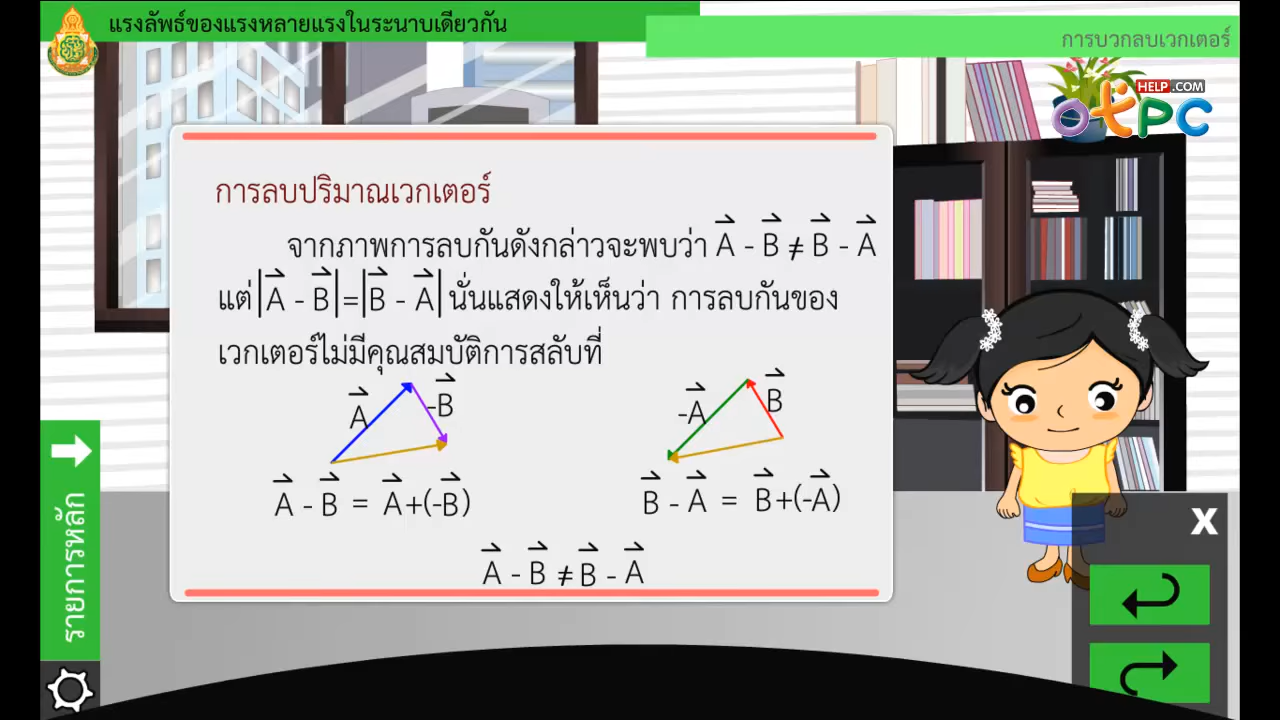 แรงลัพธ์ของแรงหลายแรงในระนาบเดียวกัน
การบวกลบเวกเตอร์
HELP.COM
OTPC
การลบปริมาณเวกเตอร์
จากภาพการลบกันดังกล่าวจะพบว่า A⃗ - B⃗ ≠ B⃗ - A⃗
แต่ |A⃗ - B⃗|=|B⃗ - A⃗| นั่นแสดงให้เห็นว่า การลบกันของ
เวกเตอร์ไม่มีคุณสมบัติการสลับที่
A⃗ -B⃗
-A⃗ B⃗
A⃗ - B⃗ = A⃗+(-B⃗)
B⃗ - A⃗ = B⃗+(-A⃗)
A⃗ - B⃗ ≠ B⃗ - A⃗
รายการหลัก
X